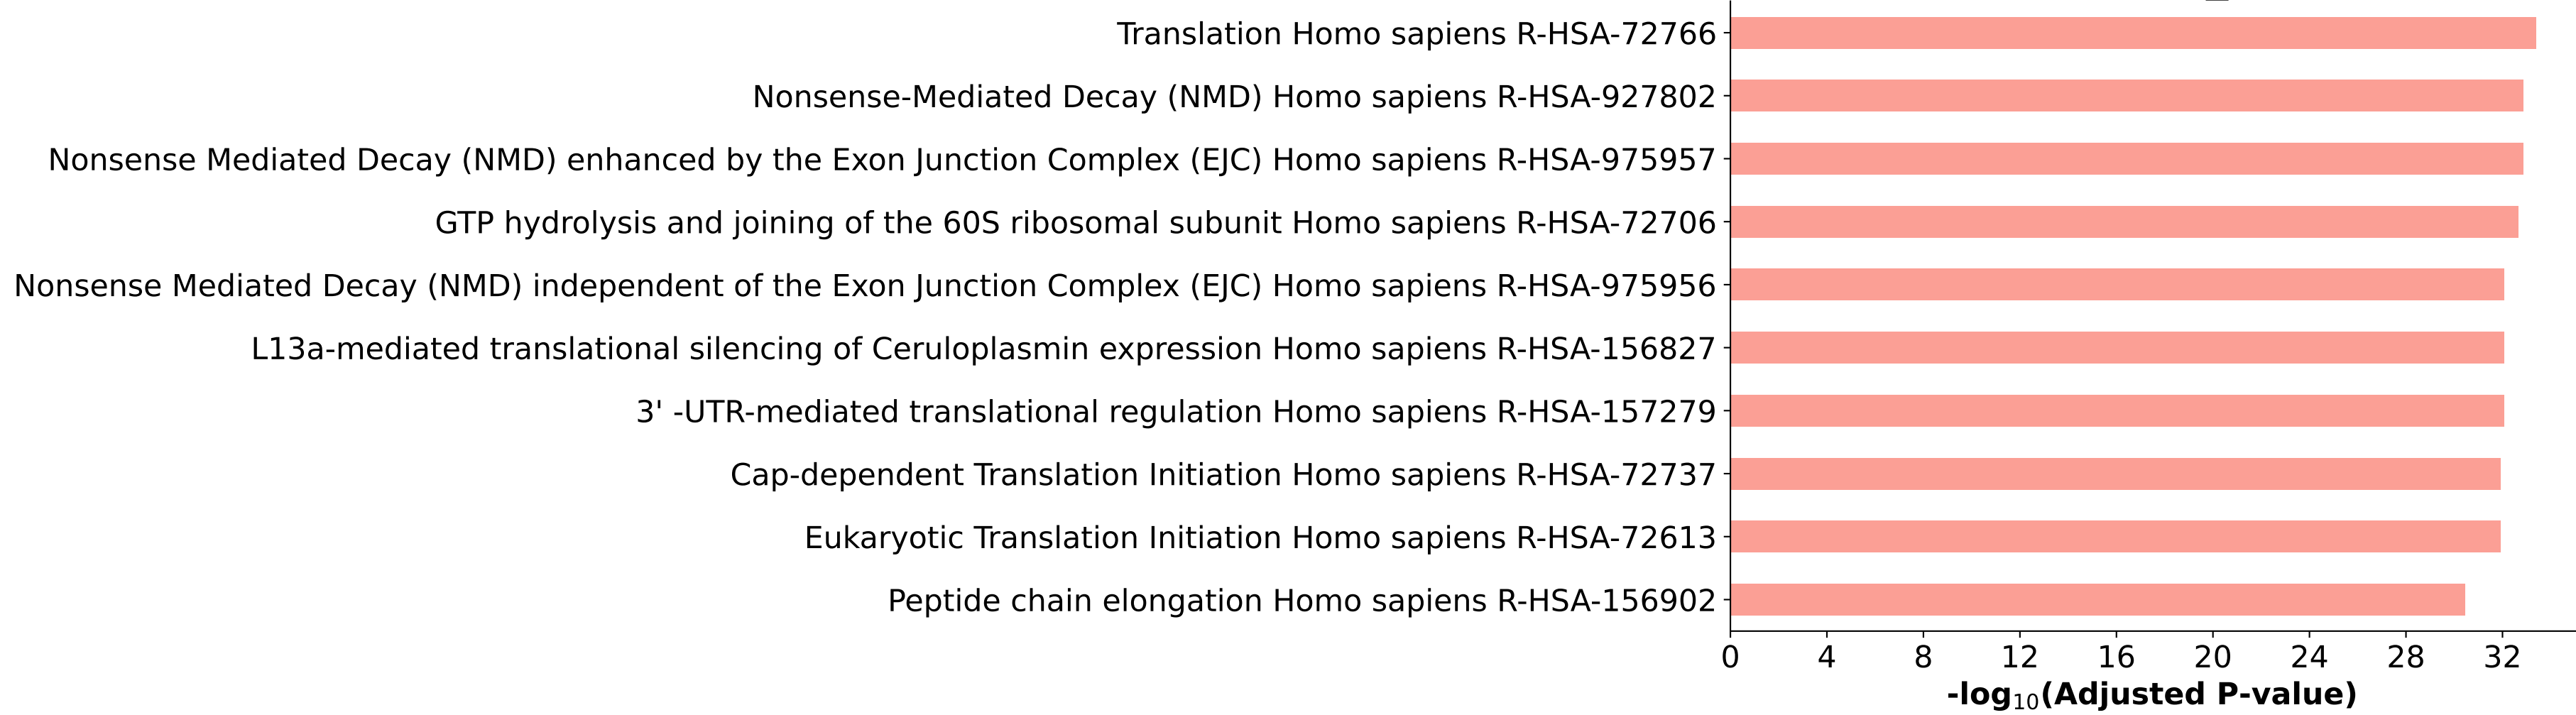 Translation Homo sapiens R-HSA-72766
Nonsense-Mediated Decay (NMD) Homo sapiens R-HSA-927802
Nonsense Mediated Decay (NMD) enhanced by the Exon Junction Complex (EJC) Homo sapiens R-HSA-975957
GTP hydrolysis and joining of the 60S ribosomal subunit Homo sapiens R-HSA-72706
Nonsense Mediated Decay (NMD) independent of the Exon Junction Complex (EJC) Homo sapiens R-HSA-975956
L13a-mediated translational silencing of Ceruloplasmin expression Homo sapiens R-HSA-156827
3' -UTR-mediated translational regulation Homo sapiens R-HSA-157279
Cap-dependent Translation Initiation Homo sapiens R-HSA-72737
Eukaryotic Translation Initiation Homo sapiens R-HSA-72613
Peptide chain elongation Homo sapiens R-HSA-156902
0 4 8 12 16 20 24 28 32
-log₁₀(Adjusted P-value)